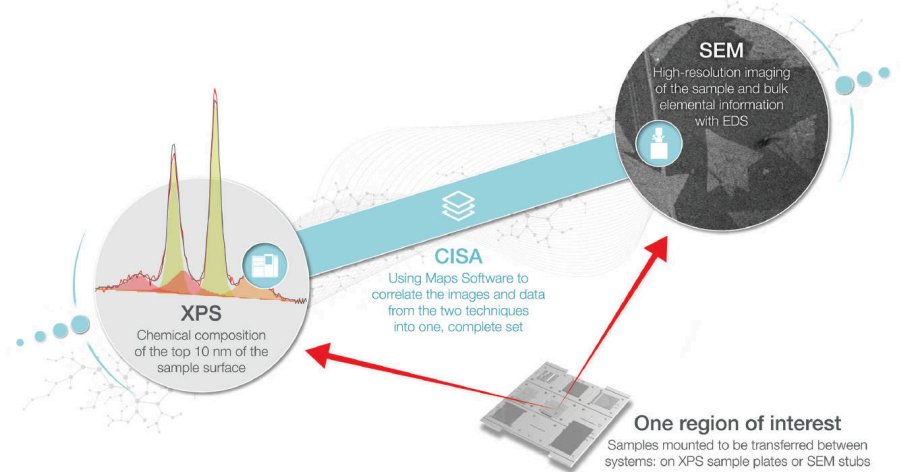 SEM
High-resolution imaging
of the sample and bulk
elemental information
with EDS
CISA
Using Maps Software to
correlate the images and data
from the two techniques
into one, complete set
XPS
Chemical composition
of the top 10 nm of the
sample surface
One region of interest
Samples mounted to be transferred between
systems: on XPS sample plates or SEM stubs